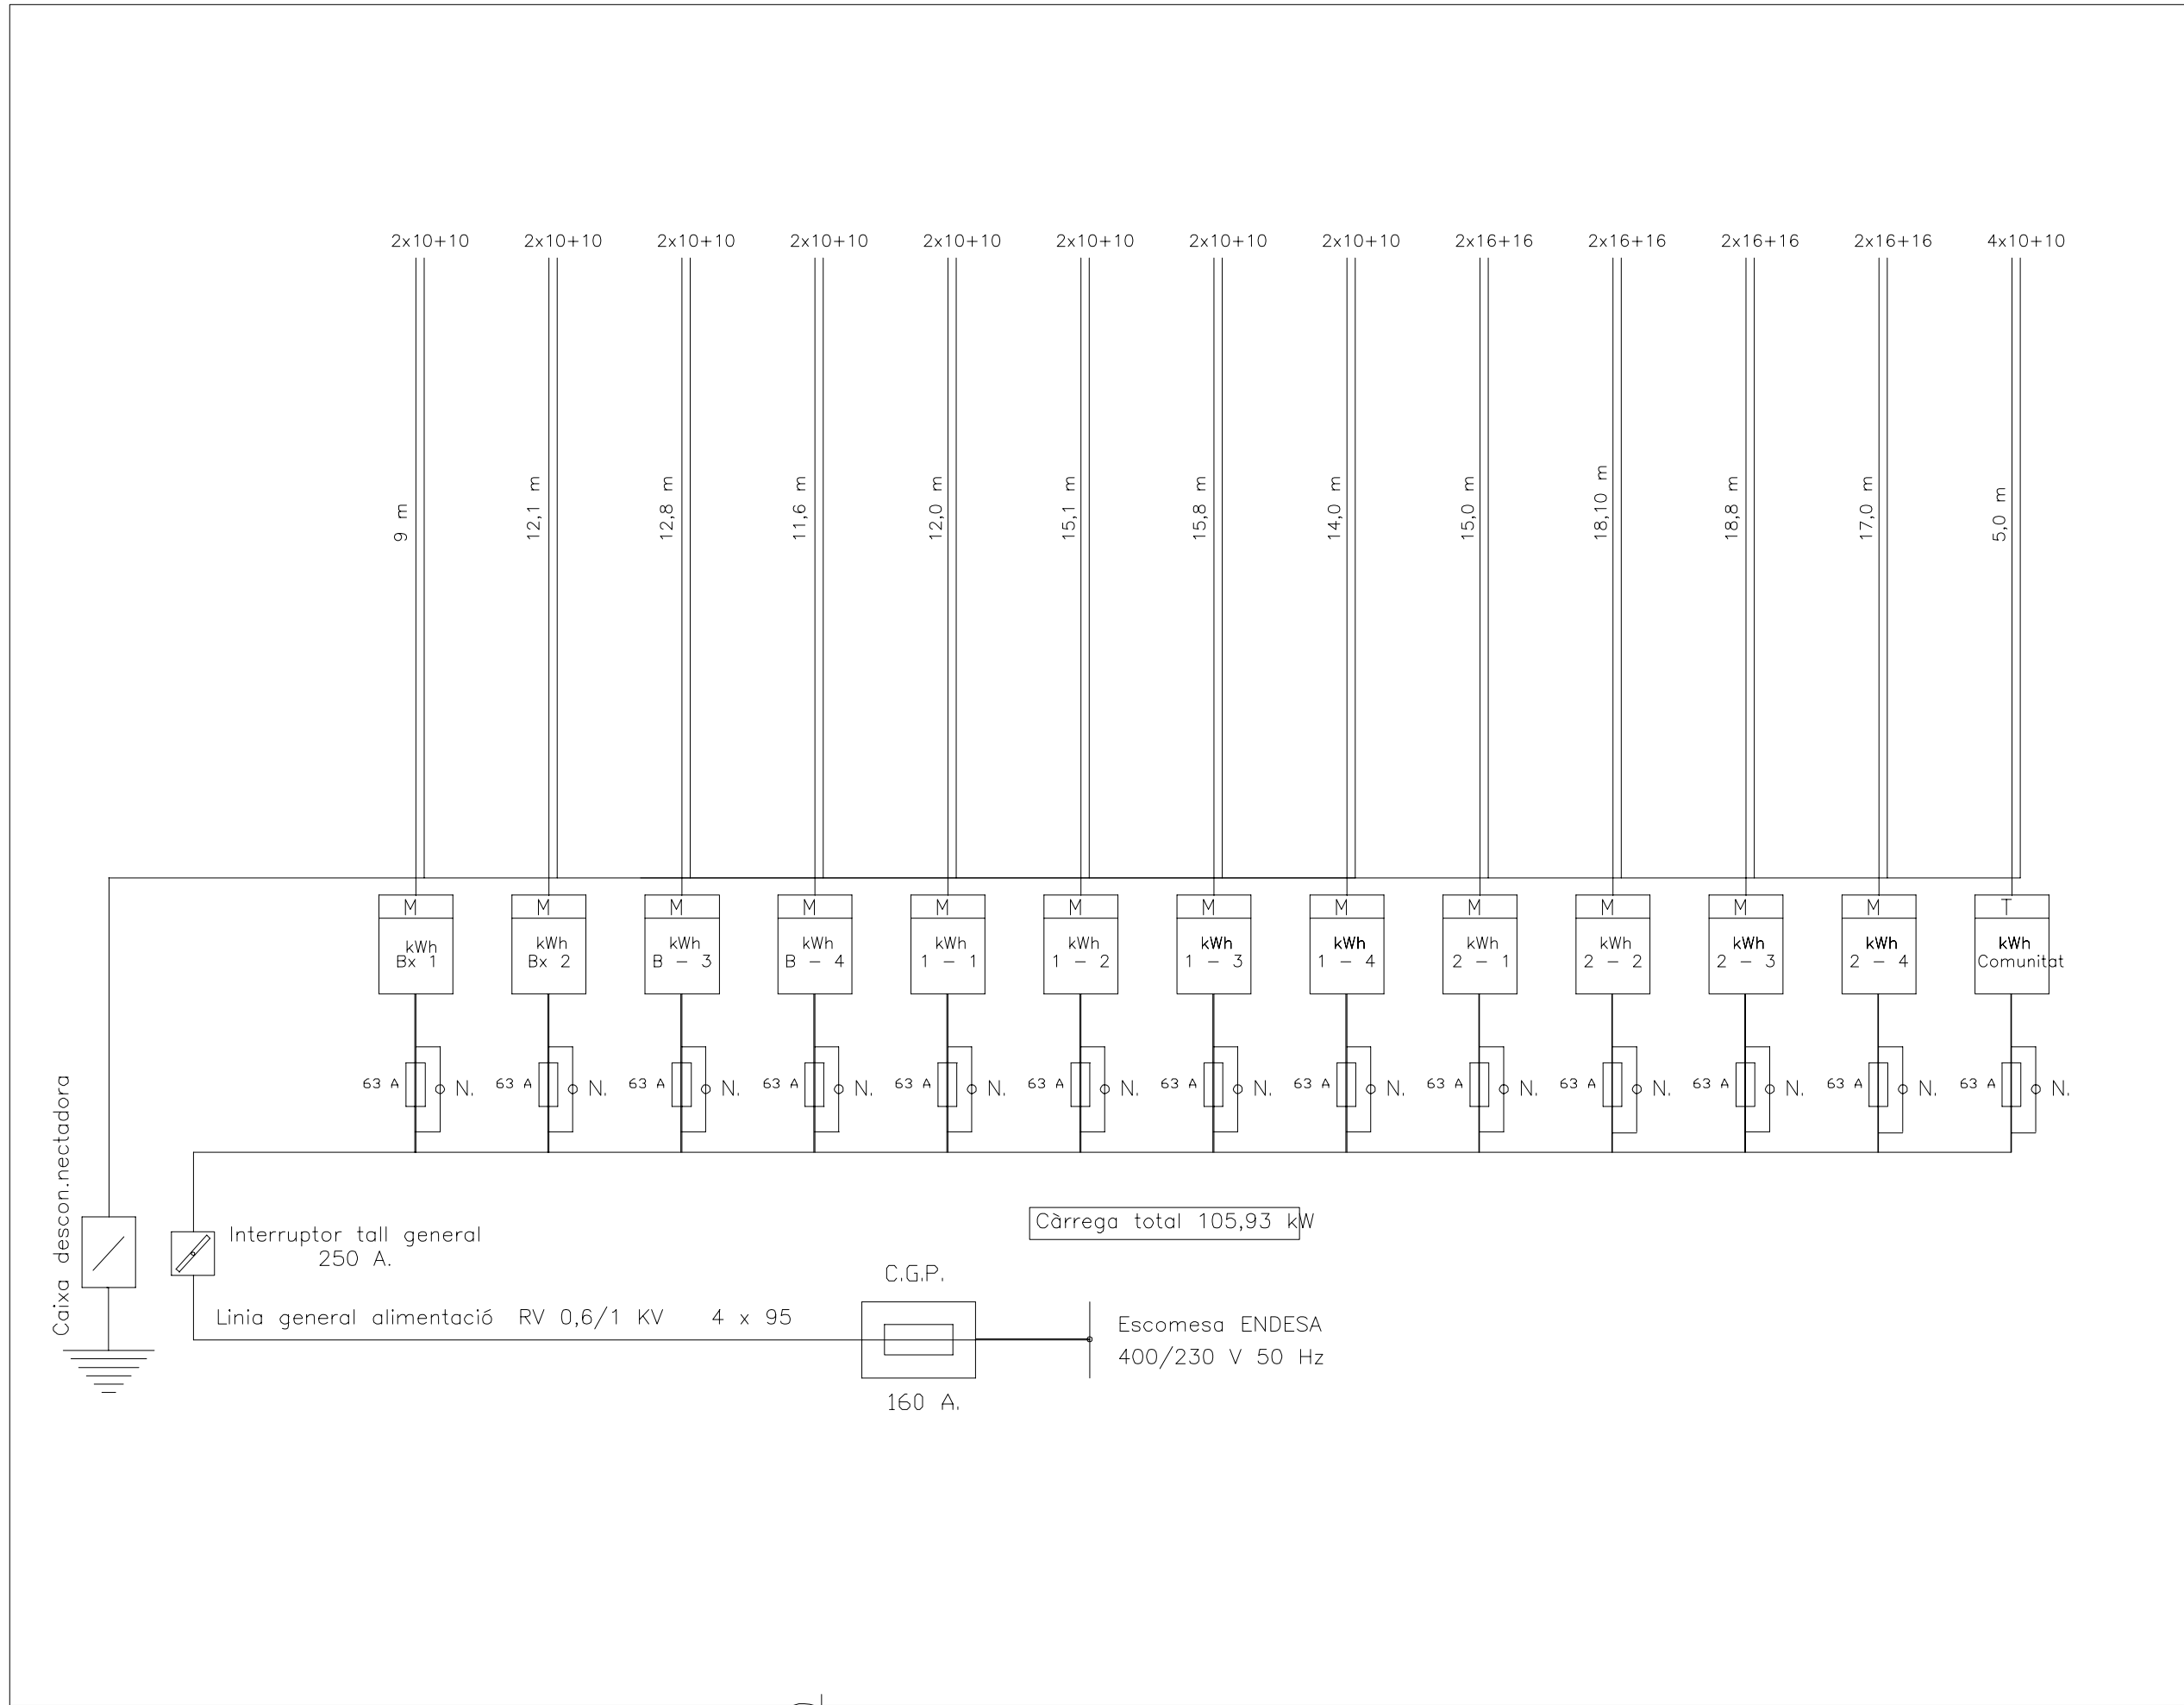 2x10+10 2x10+10 2x10+10 2x10+10 2x10+10 2x10+10 2x10+10 2x10+10 2x16+16 2x16+16 2x16+16 2x16+16 4x10+10
9 m 12,1 m 12,8 m 11,6 m 12,0 m 15,1 m 15,8 m 14,0 m 15,0 m 18,10 m 18,8 m 17,0 m 5,0 m
M M M M M M M M M M M M T
kWh kWh kWh kWh kWh kWh kWh kWh kWh kWh kWh kWh kWh
Bx 1 Bx 2 B - 3 B - 4 1 - 1 1 - 2 1 - 3 1 - 4 2 - 1 2 - 2 2 - 3 2 - 4 Comunitat
63 A N. 63 A N. 63 A N. 63 A N. 63 A N. 63 A N. 63 A N. 63 A N. 63 A N. 63 A N. 63 A N. 63 A N. 63 A N.
Caixa descon.nectadora
Interruptor tall general
250 A.
Càrrega total 105,93 kW
C.G.P.
Linia general alimentació RV 0,6/1 KV 4 x 95
Escomesa ENDESA
400/230 V 50 Hz
160 A.